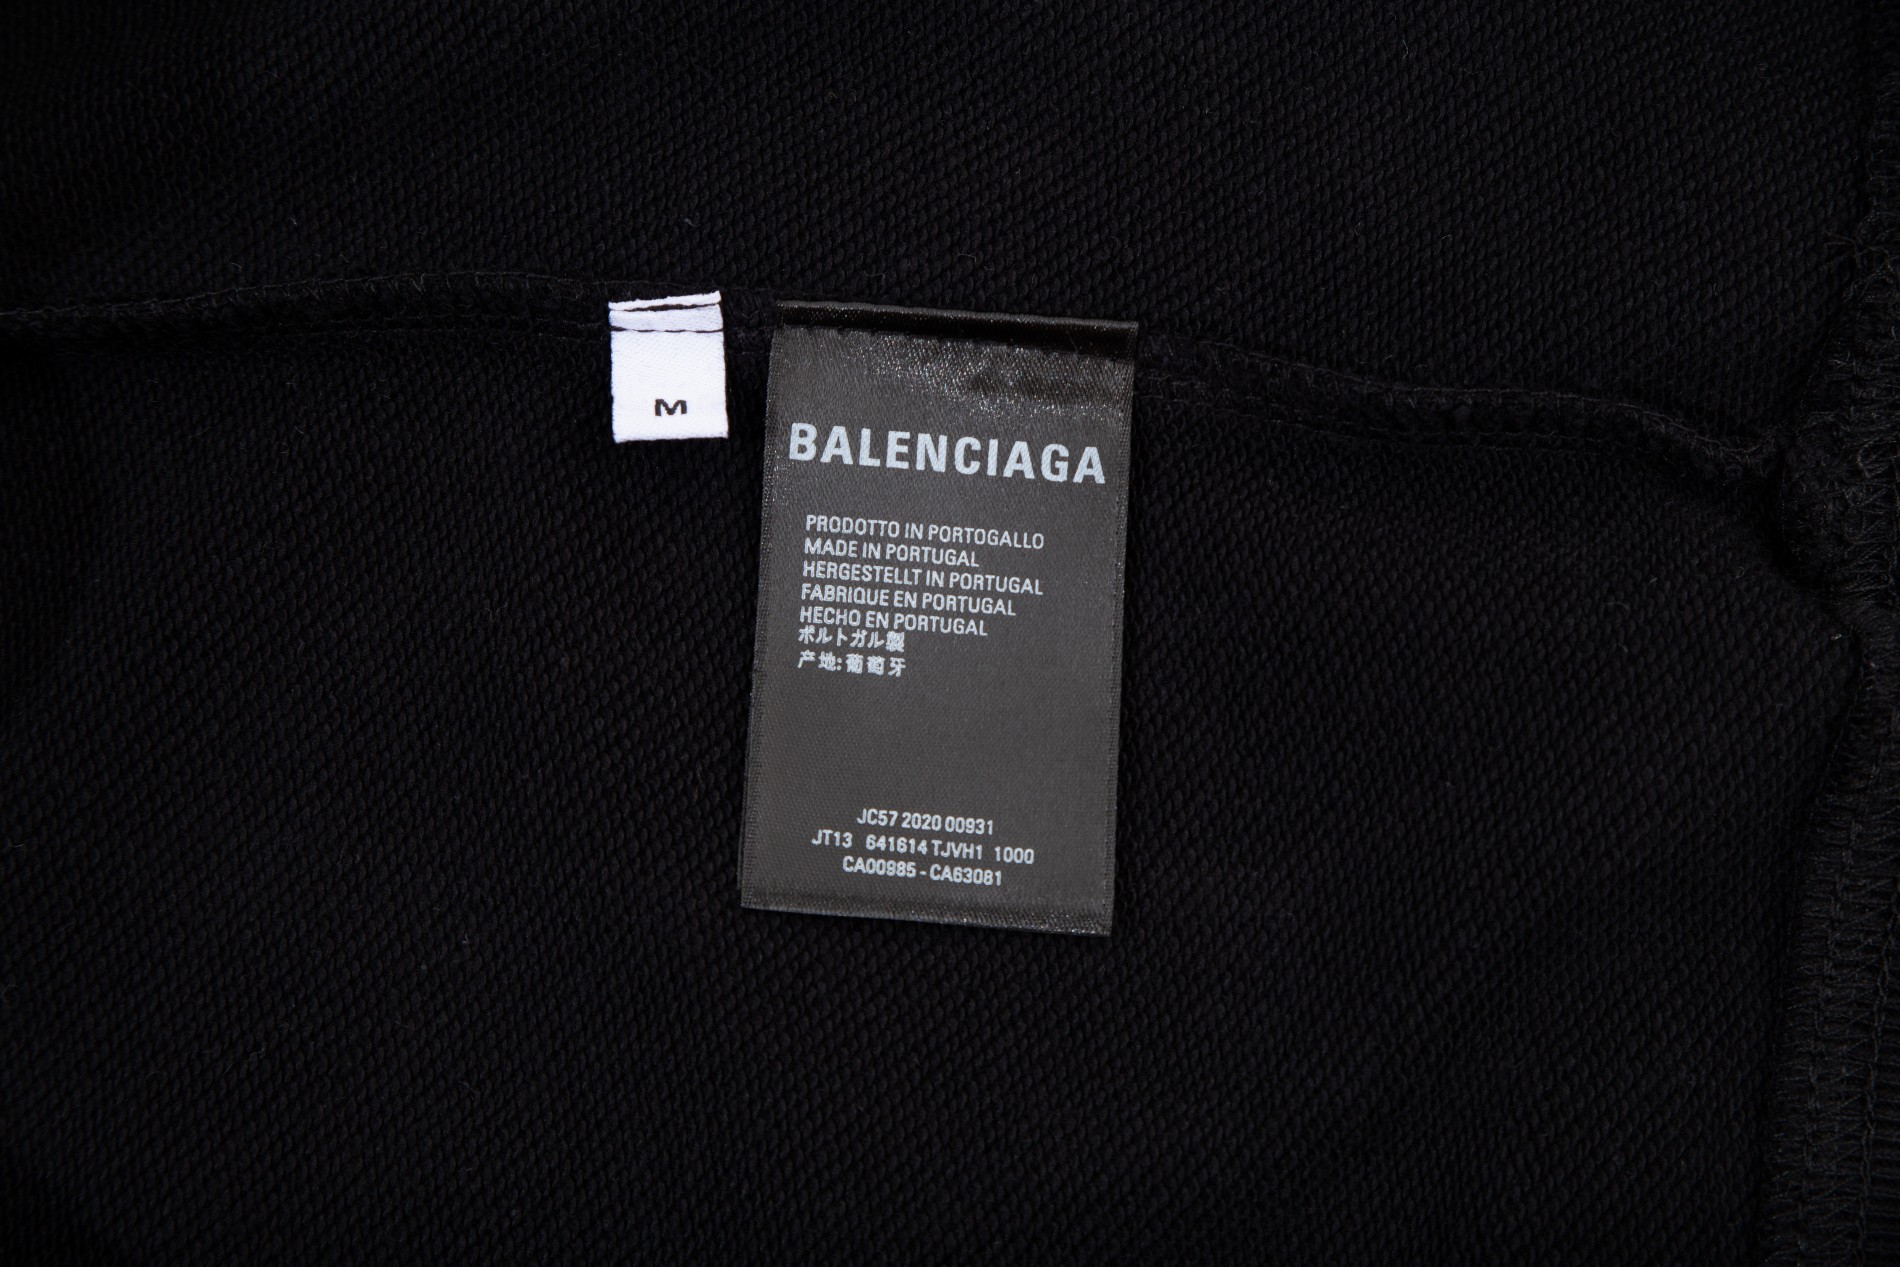 M
BALENCIAGA
PRODOTTO IN PORTOGALLO
MADE IN PORTUGAL
HERGESTELLT IN PORTUGAL
FABRIQUE EN PORTUGAL
HECHO EN PORTUGAL
ポルトガル製
产地:葡萄牙
JC57 2020 00931
JT13 641614 TJVH1 1000
CA00985 - CA63081